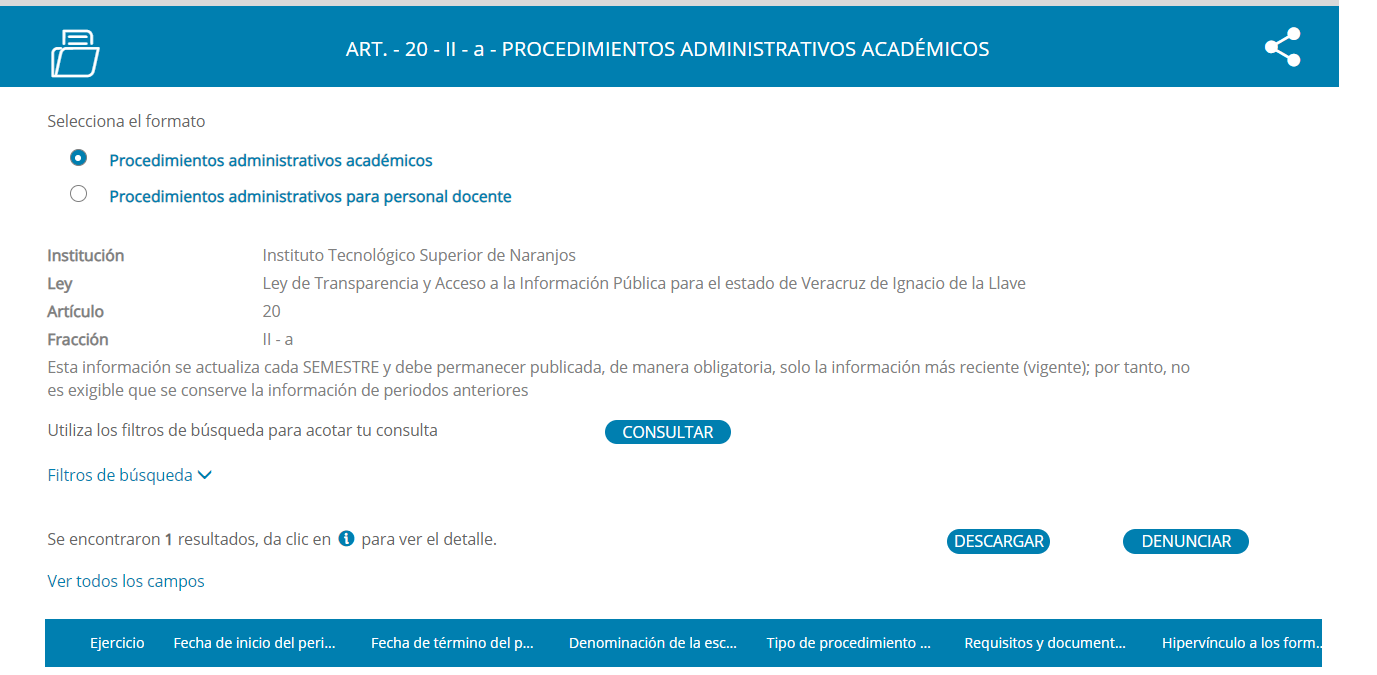 ART. - 20 - II - a - PROCEDIMIENTOS ADMINISTRATIVOS ACADÉMICOS
Selecciona el formato
Procedimientos administrativos académicos
Procedimientos administrativos para personal docente
Institución Instituto Tecnológico Superior de Naranjos
Ley Ley de Transparencia y Acceso a la Información Pública para el estado de Veracruz de Ignacio de la Llave
Artículo 20
Fracción II - a
Esta información se actualiza cada SEMESTRE y debe permanecer publicada, de manera obligatoria, solo la información más reciente (vigente); por tanto, no
es exigible que se conserve la información de periodos anteriores
Utiliza los filtros de búsqueda para acotar tu consulta CONSULTAR
Filtros de búsqueda
Se encontraron 1 resultados, da clic en i para ver el detalle. DESCARGAR DENUNCIAR
Ver todos los campos
Ejercicio Fecha de inicio del peri... Fecha de término del p... Denominación de la esc... Tipo de procedimiento ... Requisitos y document... Hipervínculo a los form...